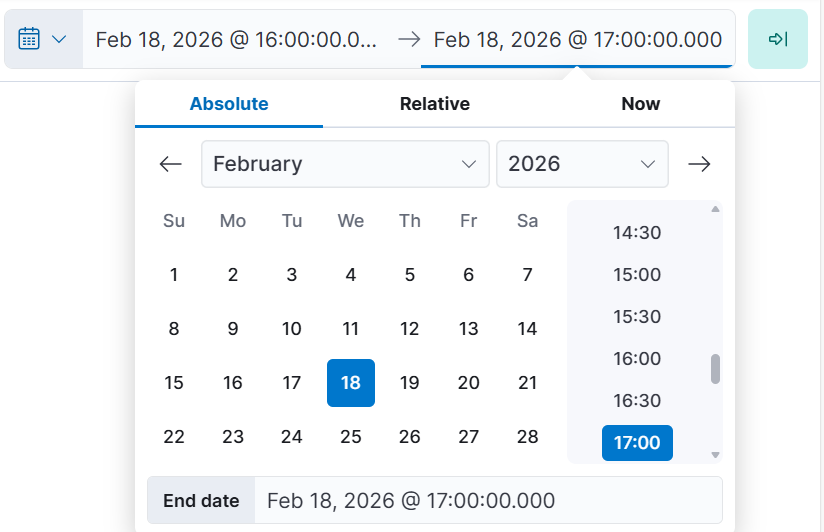 Feb 18, 2026 @ 16:00:00.0... → Feb 18, 2026 @ 17:00:00.000
Absolute Relative Now
← February 2026 →
Su Mo Tu We Th Fr Sa
1 2 3 4 5 6 7
8 9 10 11 12 13 14
15 16 17 18 19 20 21
22 23 24 25 26 27 28
14:30
15:00
15:30
16:00
16:30
17:00
End date Feb 18, 2026 @ 17:00:00.000